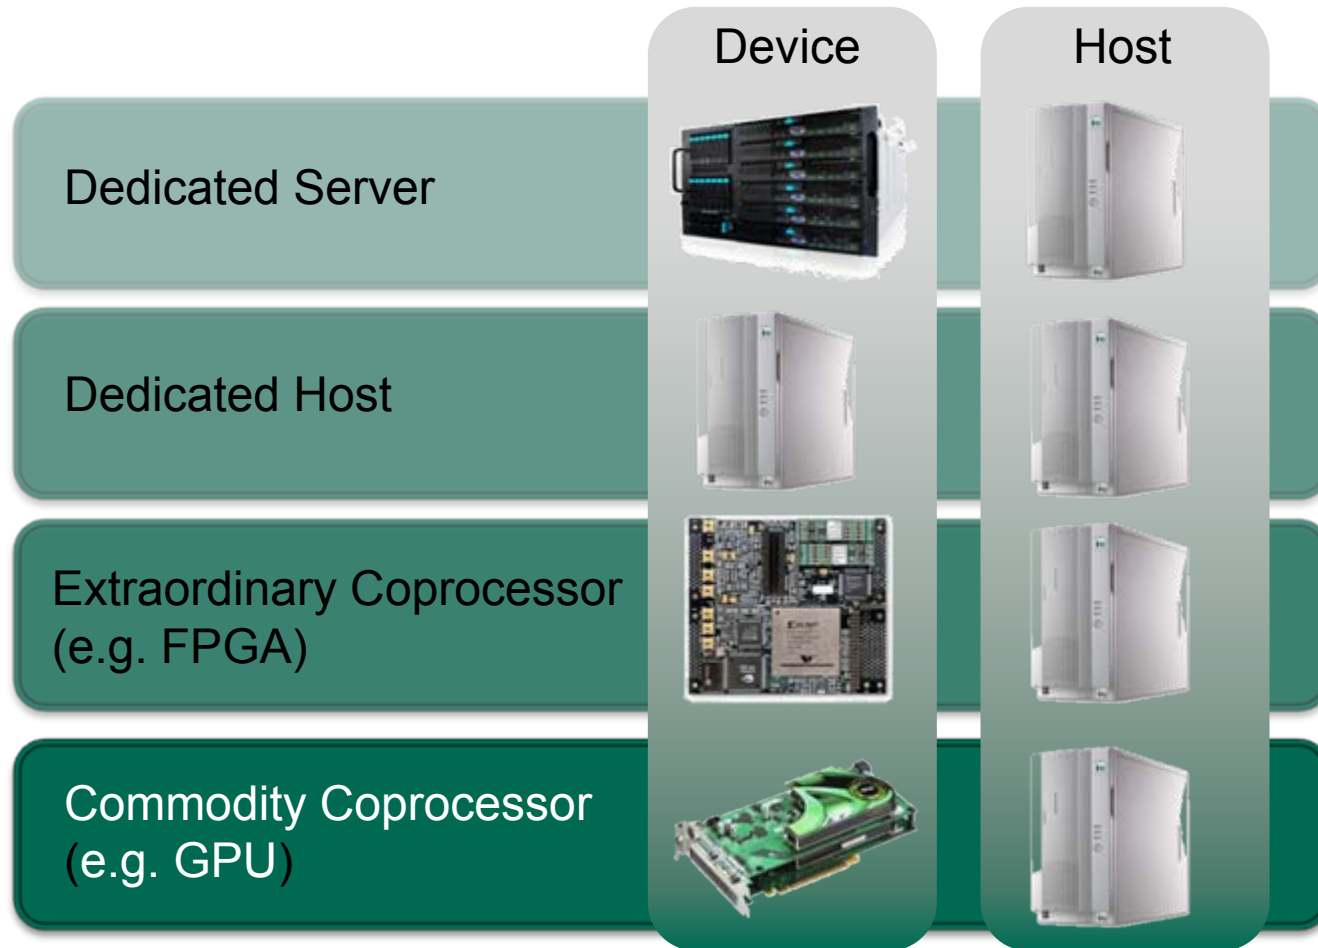 Device
Host
Dedicated Server
Dedicated Host
Extraordinary Coprocessor
(e.g. FPGA)
Commodity Coprocessor
(e.g. GPU)